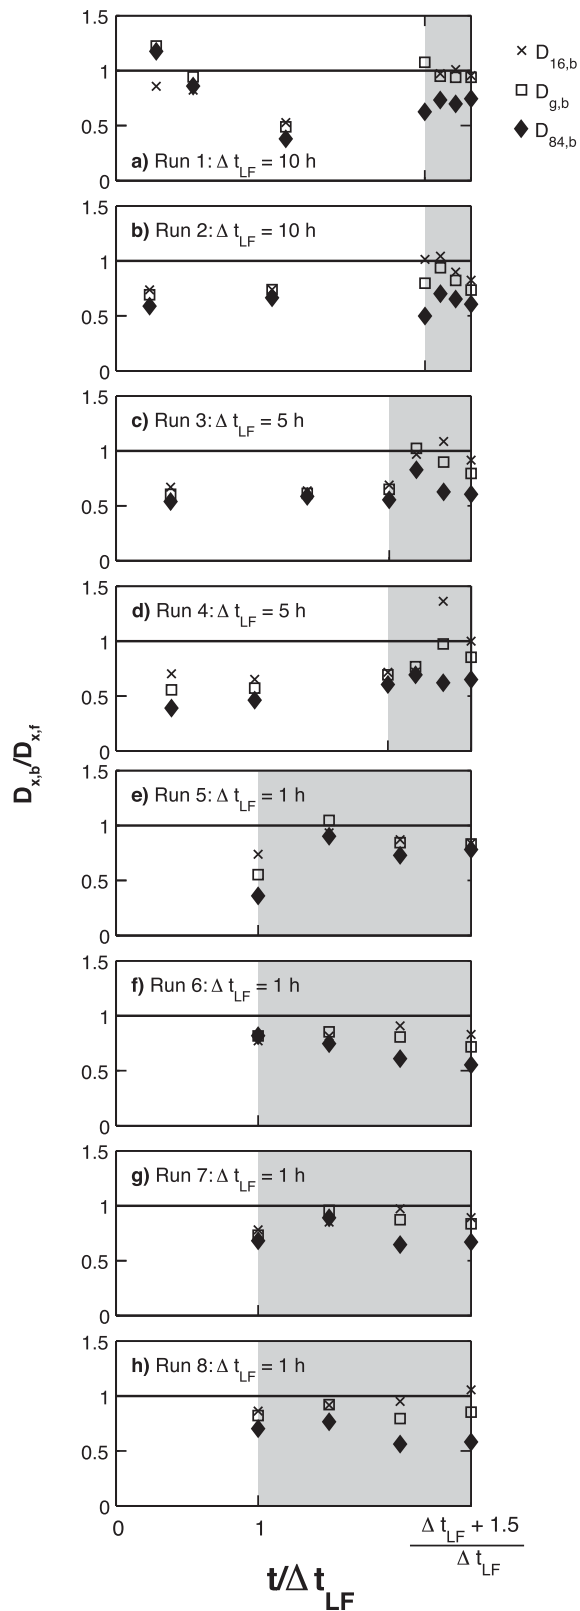 1.5
1
0.5
0
a) Run 1: Δ t_LF = 10 h
× D_16,b
□ D_g,b
◆ D_84,b
1.5
1
0.5
0
b) Run 2: Δ t_LF = 10 h
1.5
1
0.5
0
c) Run 3: Δ t_LF = 5 h
1.5
1
0.5
0
d) Run 4: Δ t_LF = 5 h
D_x,b/D_x,f
1.5
1
0.5
0
e) Run 5: Δ t_LF = 1 h
1.5
1
0.5
0
f) Run 6: Δ t_LF = 1 h
1.5
1
0.5
0
g) Run 7: Δ t_LF = 1 h
1.5
1
0.5
0
h) Run 8: Δ t_LF = 1 h
0 1
Δ t_LF + 1.5
Δ t_LF
t/Δ t_LF